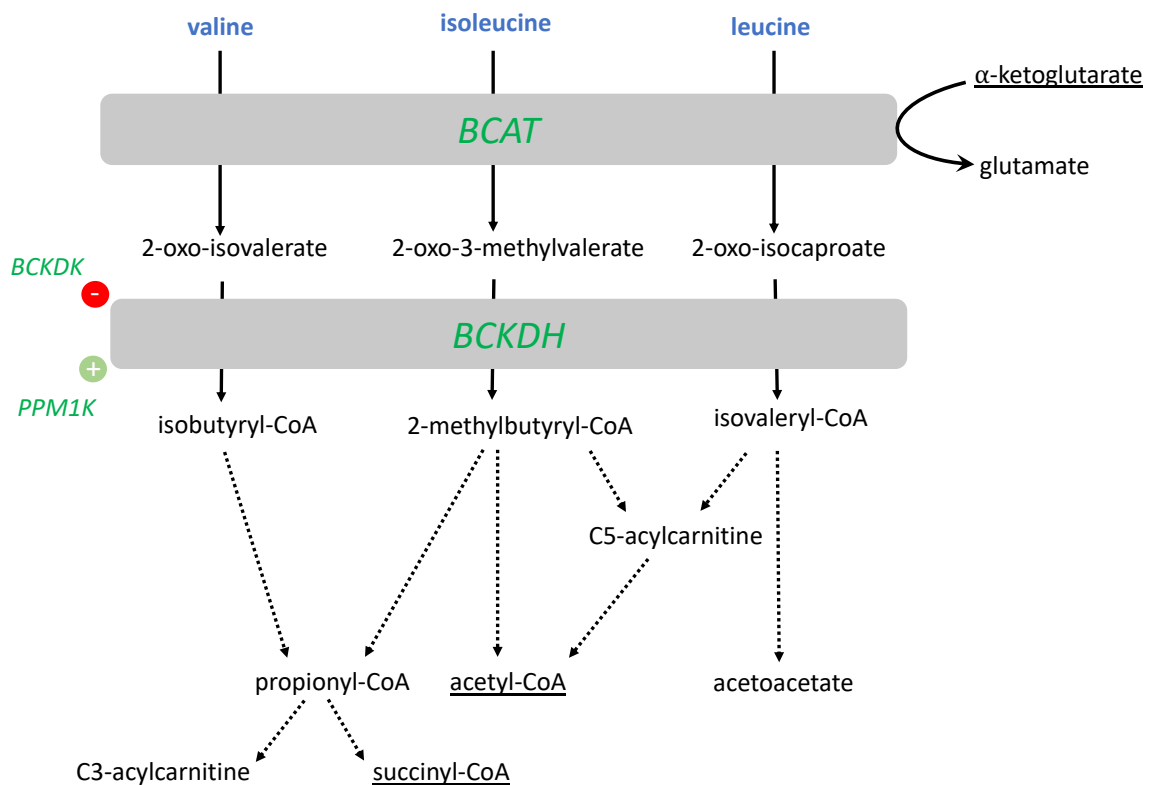 valine
isoleucine
leucine
α-ketoglutarate
BCAT
glutamate
2-oxo-isovalerate
2-oxo-3-methylvalerate
2-oxo-isocaproate
BCKDK
-
BCKDH
+
PPM1K
isobutyryl-CoA
2-methylbutyryl-CoA
isovaleryl-CoA
C5-acylcarnitine
propionyl-CoA
acetyl-CoA
acetoacetate
C3-acylcarnitine
succinyl-CoA